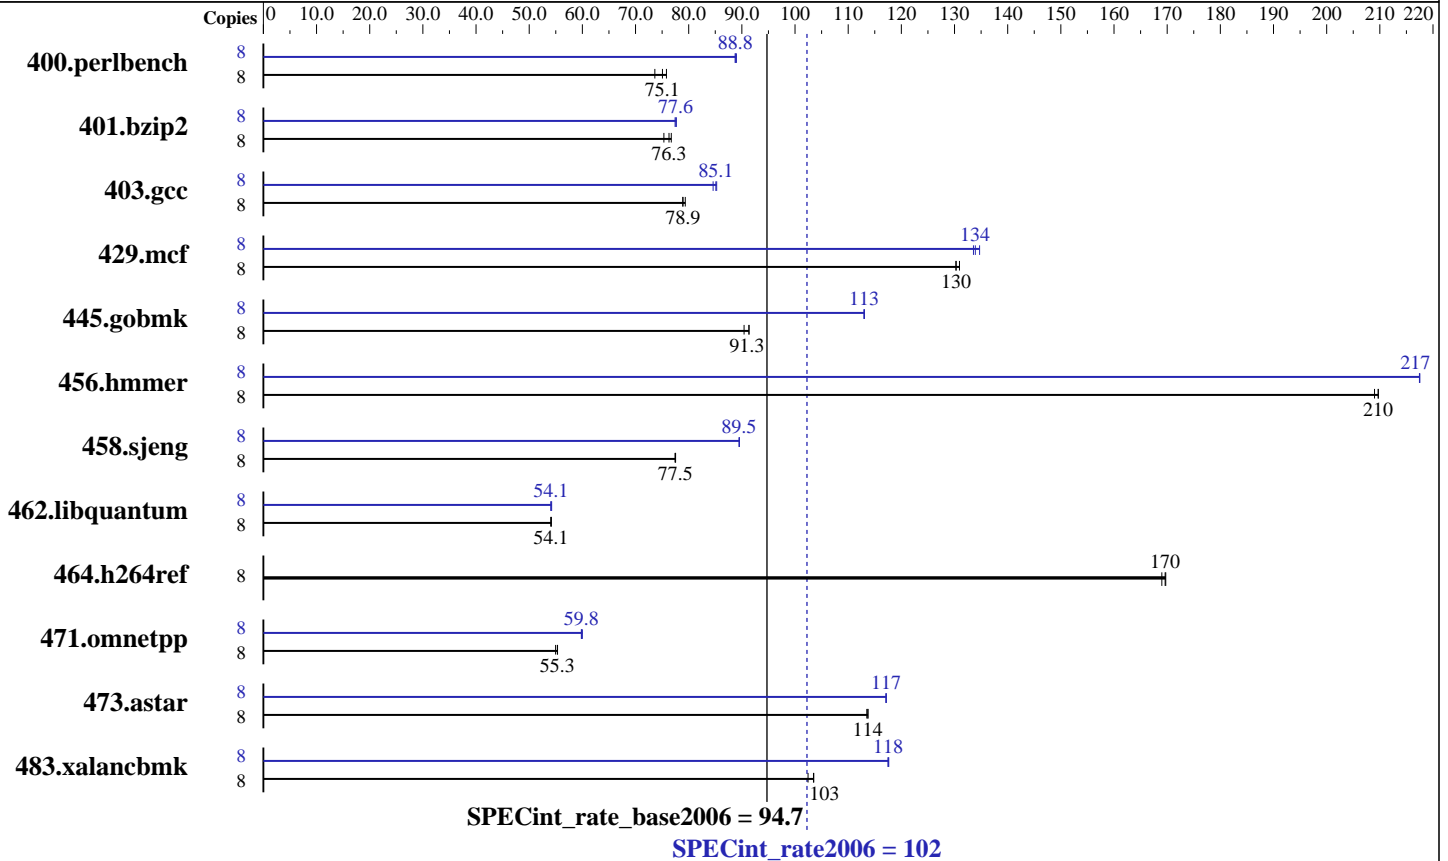 Copies 0 10.0 20.0 30.0 40.0 50.0 60.0 70.0 80.0 90.0 100 110 120 130 140 150 160 170 180 190 200 210 220
400.perlbench 8 88.8
8 75.1
401.bzip2 8 77.6
8 76.3
403.gcc 8 85.1
8 78.9
429.mcf 8 134
8 130
445.gobmk 8 113
8 91.3
456.hmmer 8 217
8 210
458.sjeng 8 89.5
8 77.5
462.libquantum 8 54.1
8 54.1
464.h264ref 8 170
471.omnetpp 8 59.8
8 55.3
473.astar 8 117
8 114
483.xalancbmk 8 118
8 103
SPECint_rate_base2006 = 94.7
SPECint_rate2006 = 102